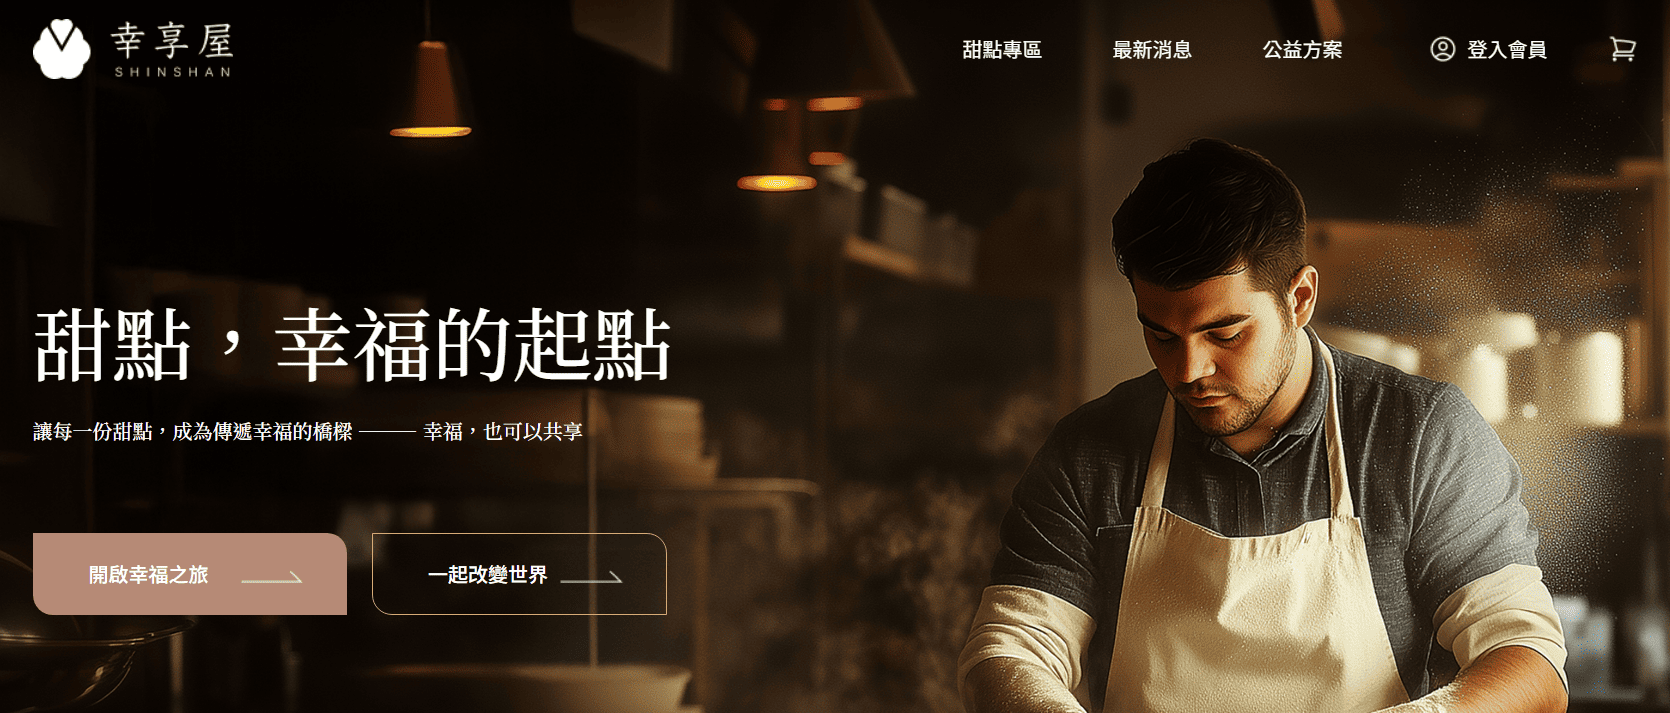 幸享屋
SHINSHAN
甜點專區
最新消息
公益方案
登入會員
甜點，幸福的起點
讓每一份甜點，成為傳遞幸福的橋樑 ——— 幸福，也可以共享
開啟幸福之旅
一起改變世界